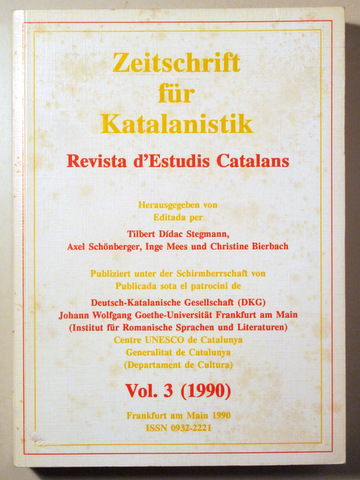 Zeitschrift
für
Katalanistik
Revista d'Estudis Catalans
Herausgegeben von
Editada per
Tilbert Dídac Stegmann,
Axel Schönberger, Inge Mees und Christine Bierbach
Publiziert unter der Schirmherrschaft von
Publicada sota el patrocini de
Deutsch-Katalanische Gesellschaft (DKG)
Johann Wolfgang Goethe-Universität Frankfurt am Main
(Institut für Romanische Sprachen und Literaturen)
Centre UNESCO de Catalunya
Generalitat de Catalunya
(Departament de Cultura)
Vol. 3 (1990)
Frankfurt am Main 1990
ISSN 0932-2221